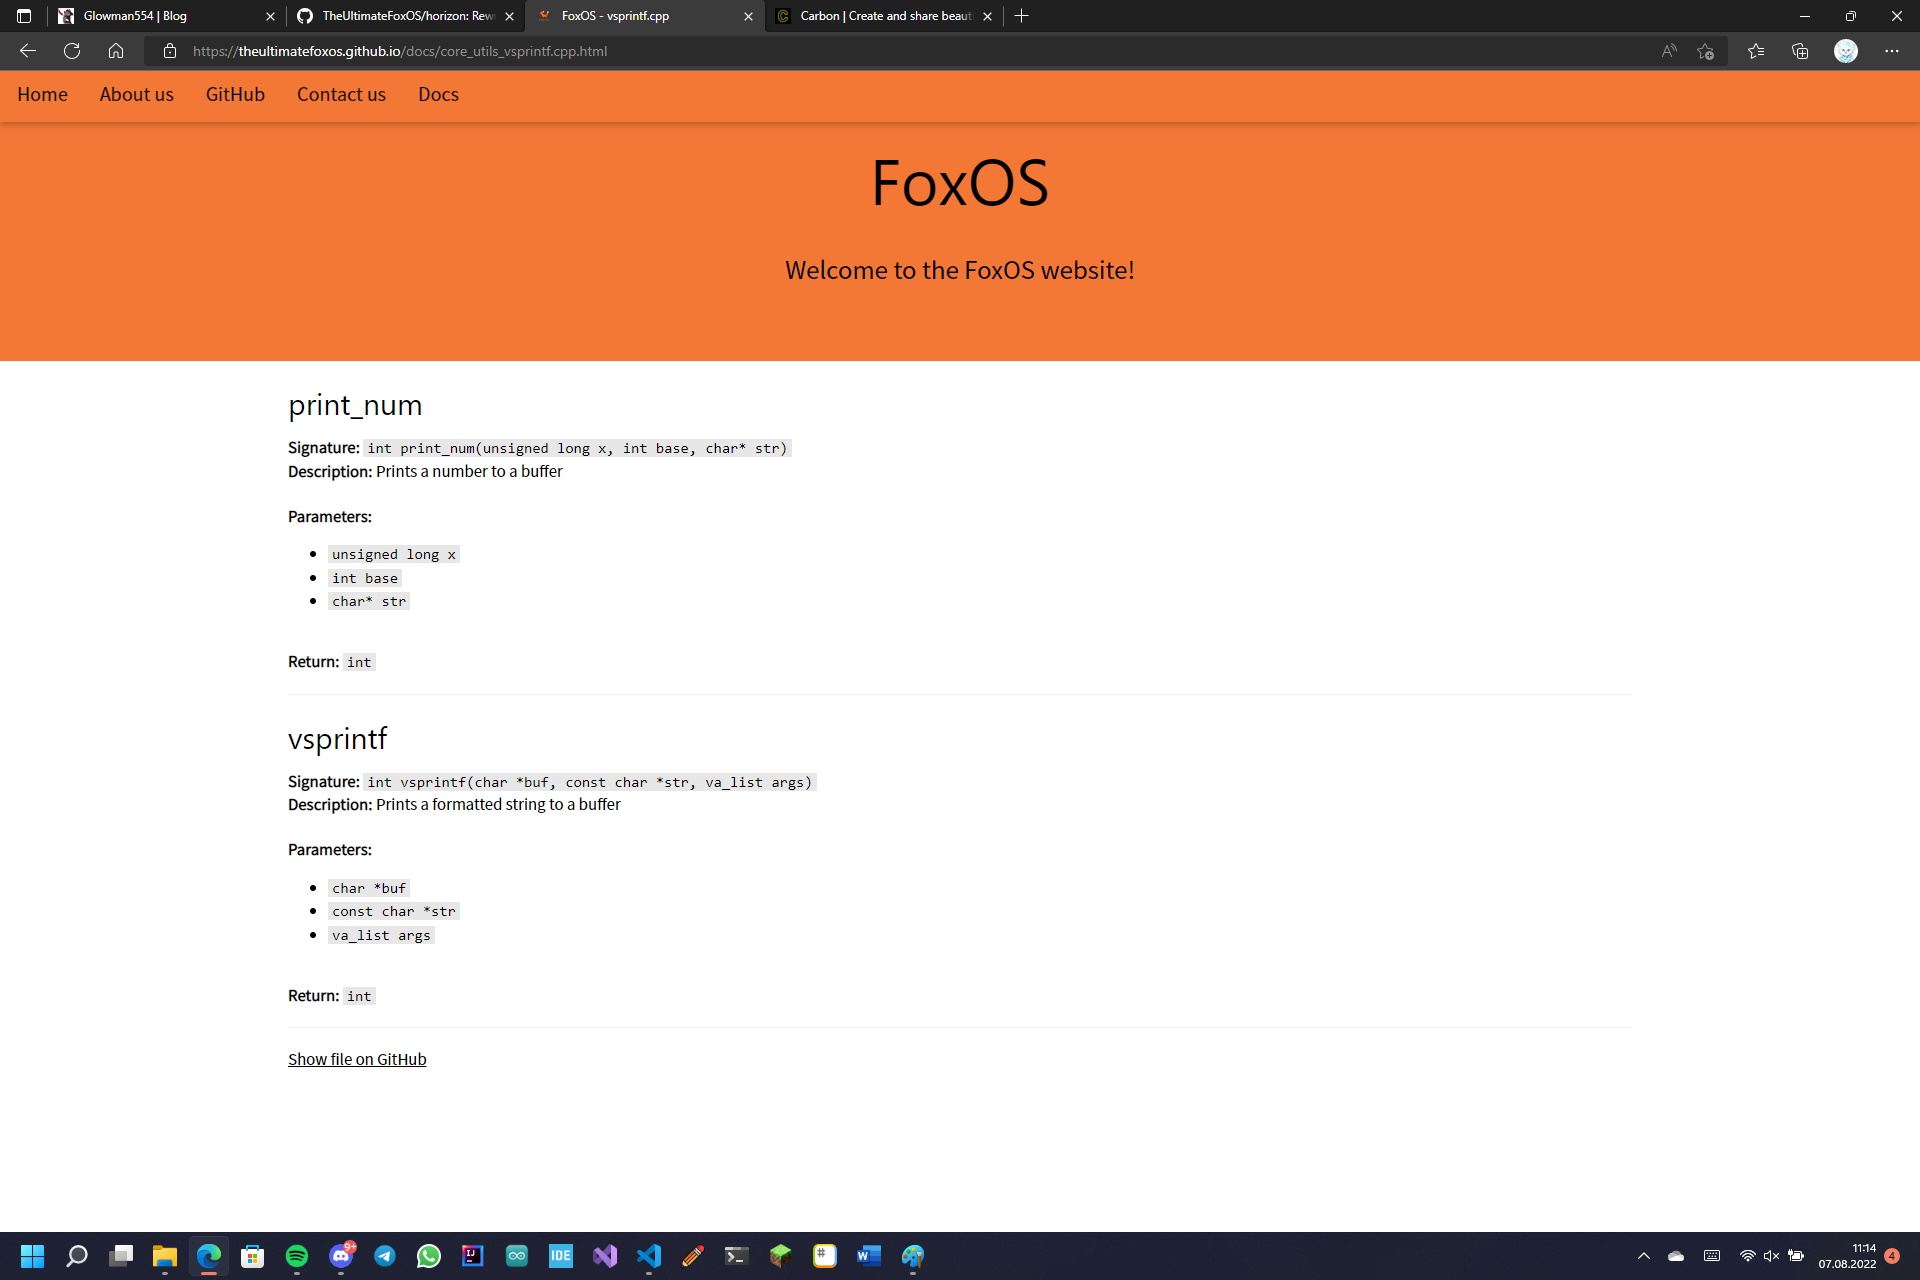 Glowman554 | Blog
TheUltimateFoxOS/horizon: Rew
FoxOS - vsprintf.cpp
Carbon | Create and share beaut
https://theultimatefoxos.github.io/docs/core_utils_vsprintf.cpp.html
Home About us GitHub Contact us Docs
FoxOS
Welcome to the FoxOS website!
print_num
Signature: int print_num(unsigned long x, int base, char* str)
Description: Prints a number to a buffer
Parameters:
unsigned long x
int base
char* str
Return: int
vsprintf
Signature: int vsprintf(char *buf, const char *str, va_list args)
Description: Prints a formatted string to a buffer
Parameters:
char *buf
const char *str
va_list args
Return: int
Show file on GitHub
9+
IJ
IDE
#
W
11:14
07.08.2022
4